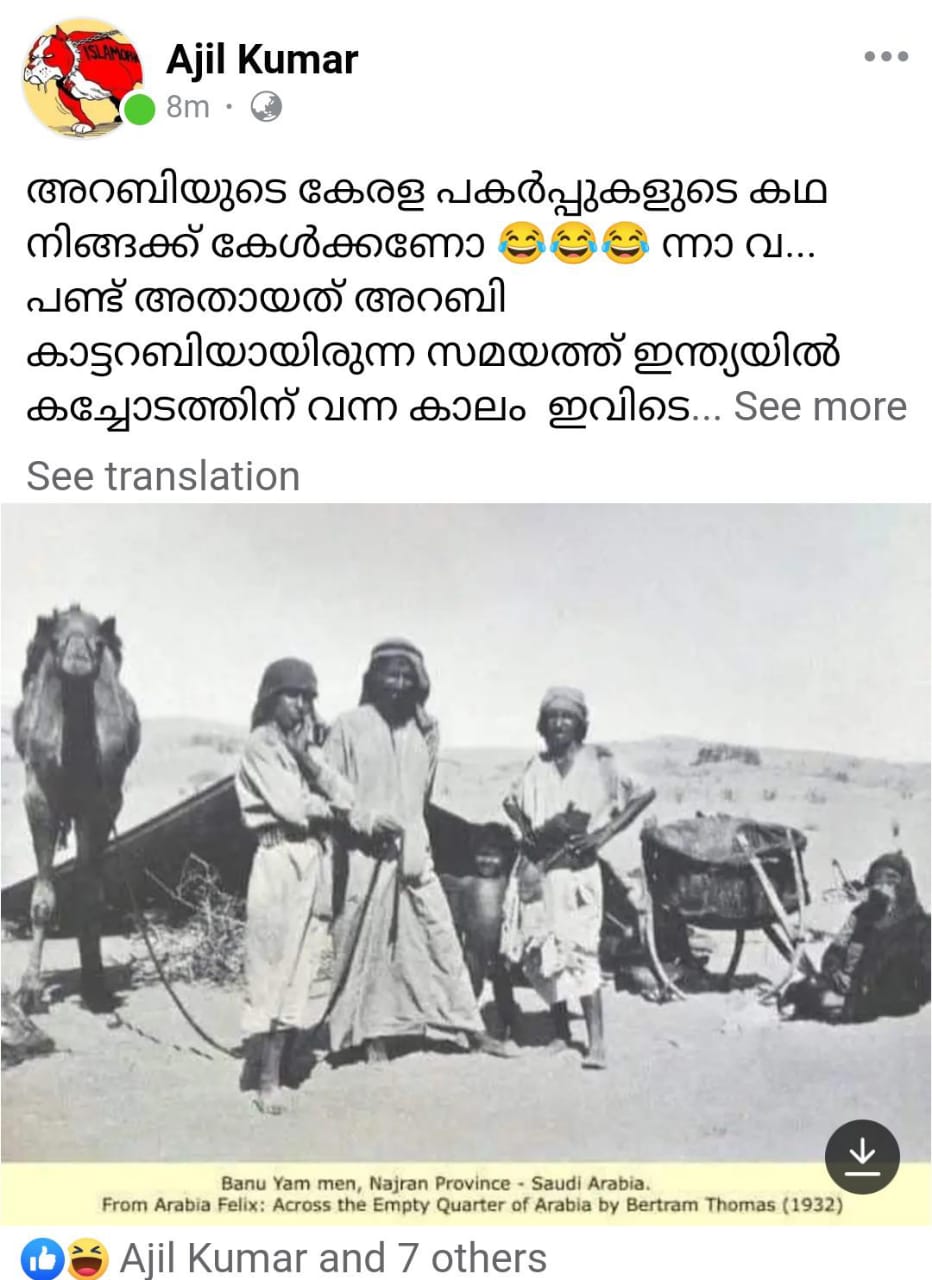 ISLAMOPH
Ajil Kumar
8m
അറബിയുടെ കേരള പകർപ്പുകളുടെ കഥ
നിങ്ങക്ക് കേൾക്കണോ 😂😂😂 ന്നാ വ...
പണ്ട് അതായത് അറബി
കാട്ടറബിയായിരുന്ന സമയത്ത് ഇന്ത്യയിൽ
കച്ചോടത്തിന് വന്ന കാലം ഇവിടെ... See more
See translation
Banu Yam men, Najran Province - Saudi Arabia.
From Arabia Felix: Across the Empty Quarter of Arabia by Bertram Thomas (1932)
Ajil Kumar and 7 others